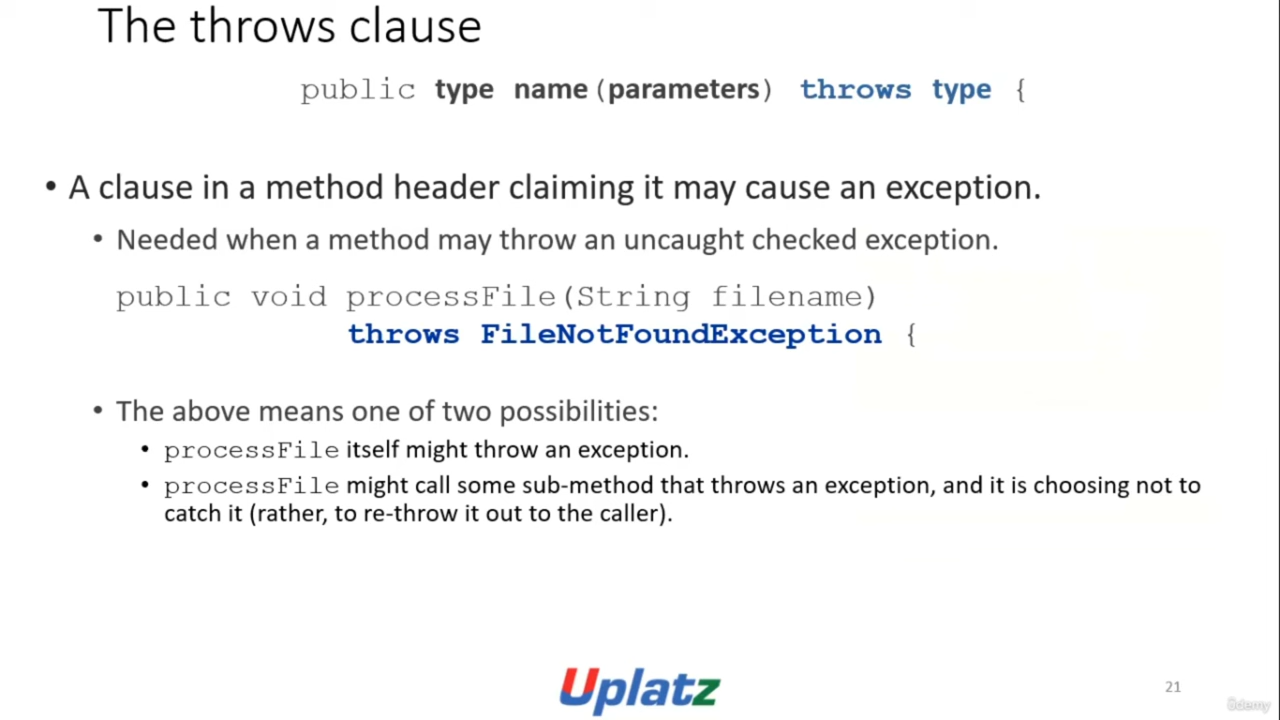 The throws clause
public type name(parameters) throws type {
• A clause in a method header claiming it may cause an exception.
• Needed when a method may throw an uncaught checked exception.
public void processFile(String filename)
throws FileNotFoundException {
• The above means one of two possibilities:
• processFile itself might throw an exception.
• processFile might call some sub-method that throws an exception, and it is choosing not to
catch it (rather, to re-throw it out to the caller).
Uplatz
21
ûdemy